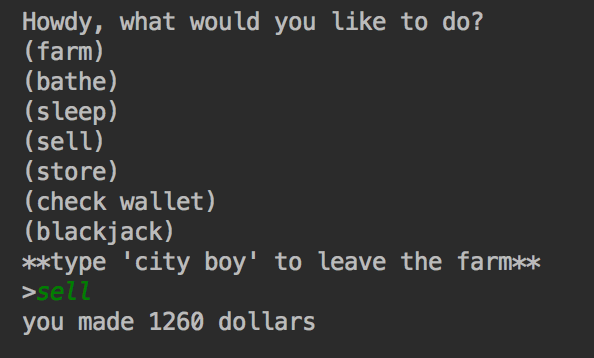 Howdy, what would you like to do?
(farm)
(bathe)
(sleep)
(sell)
(store)
(check wallet)
(blackjack)
**type 'city boy' to leave the farm**
>sell
you made 1260 dollars